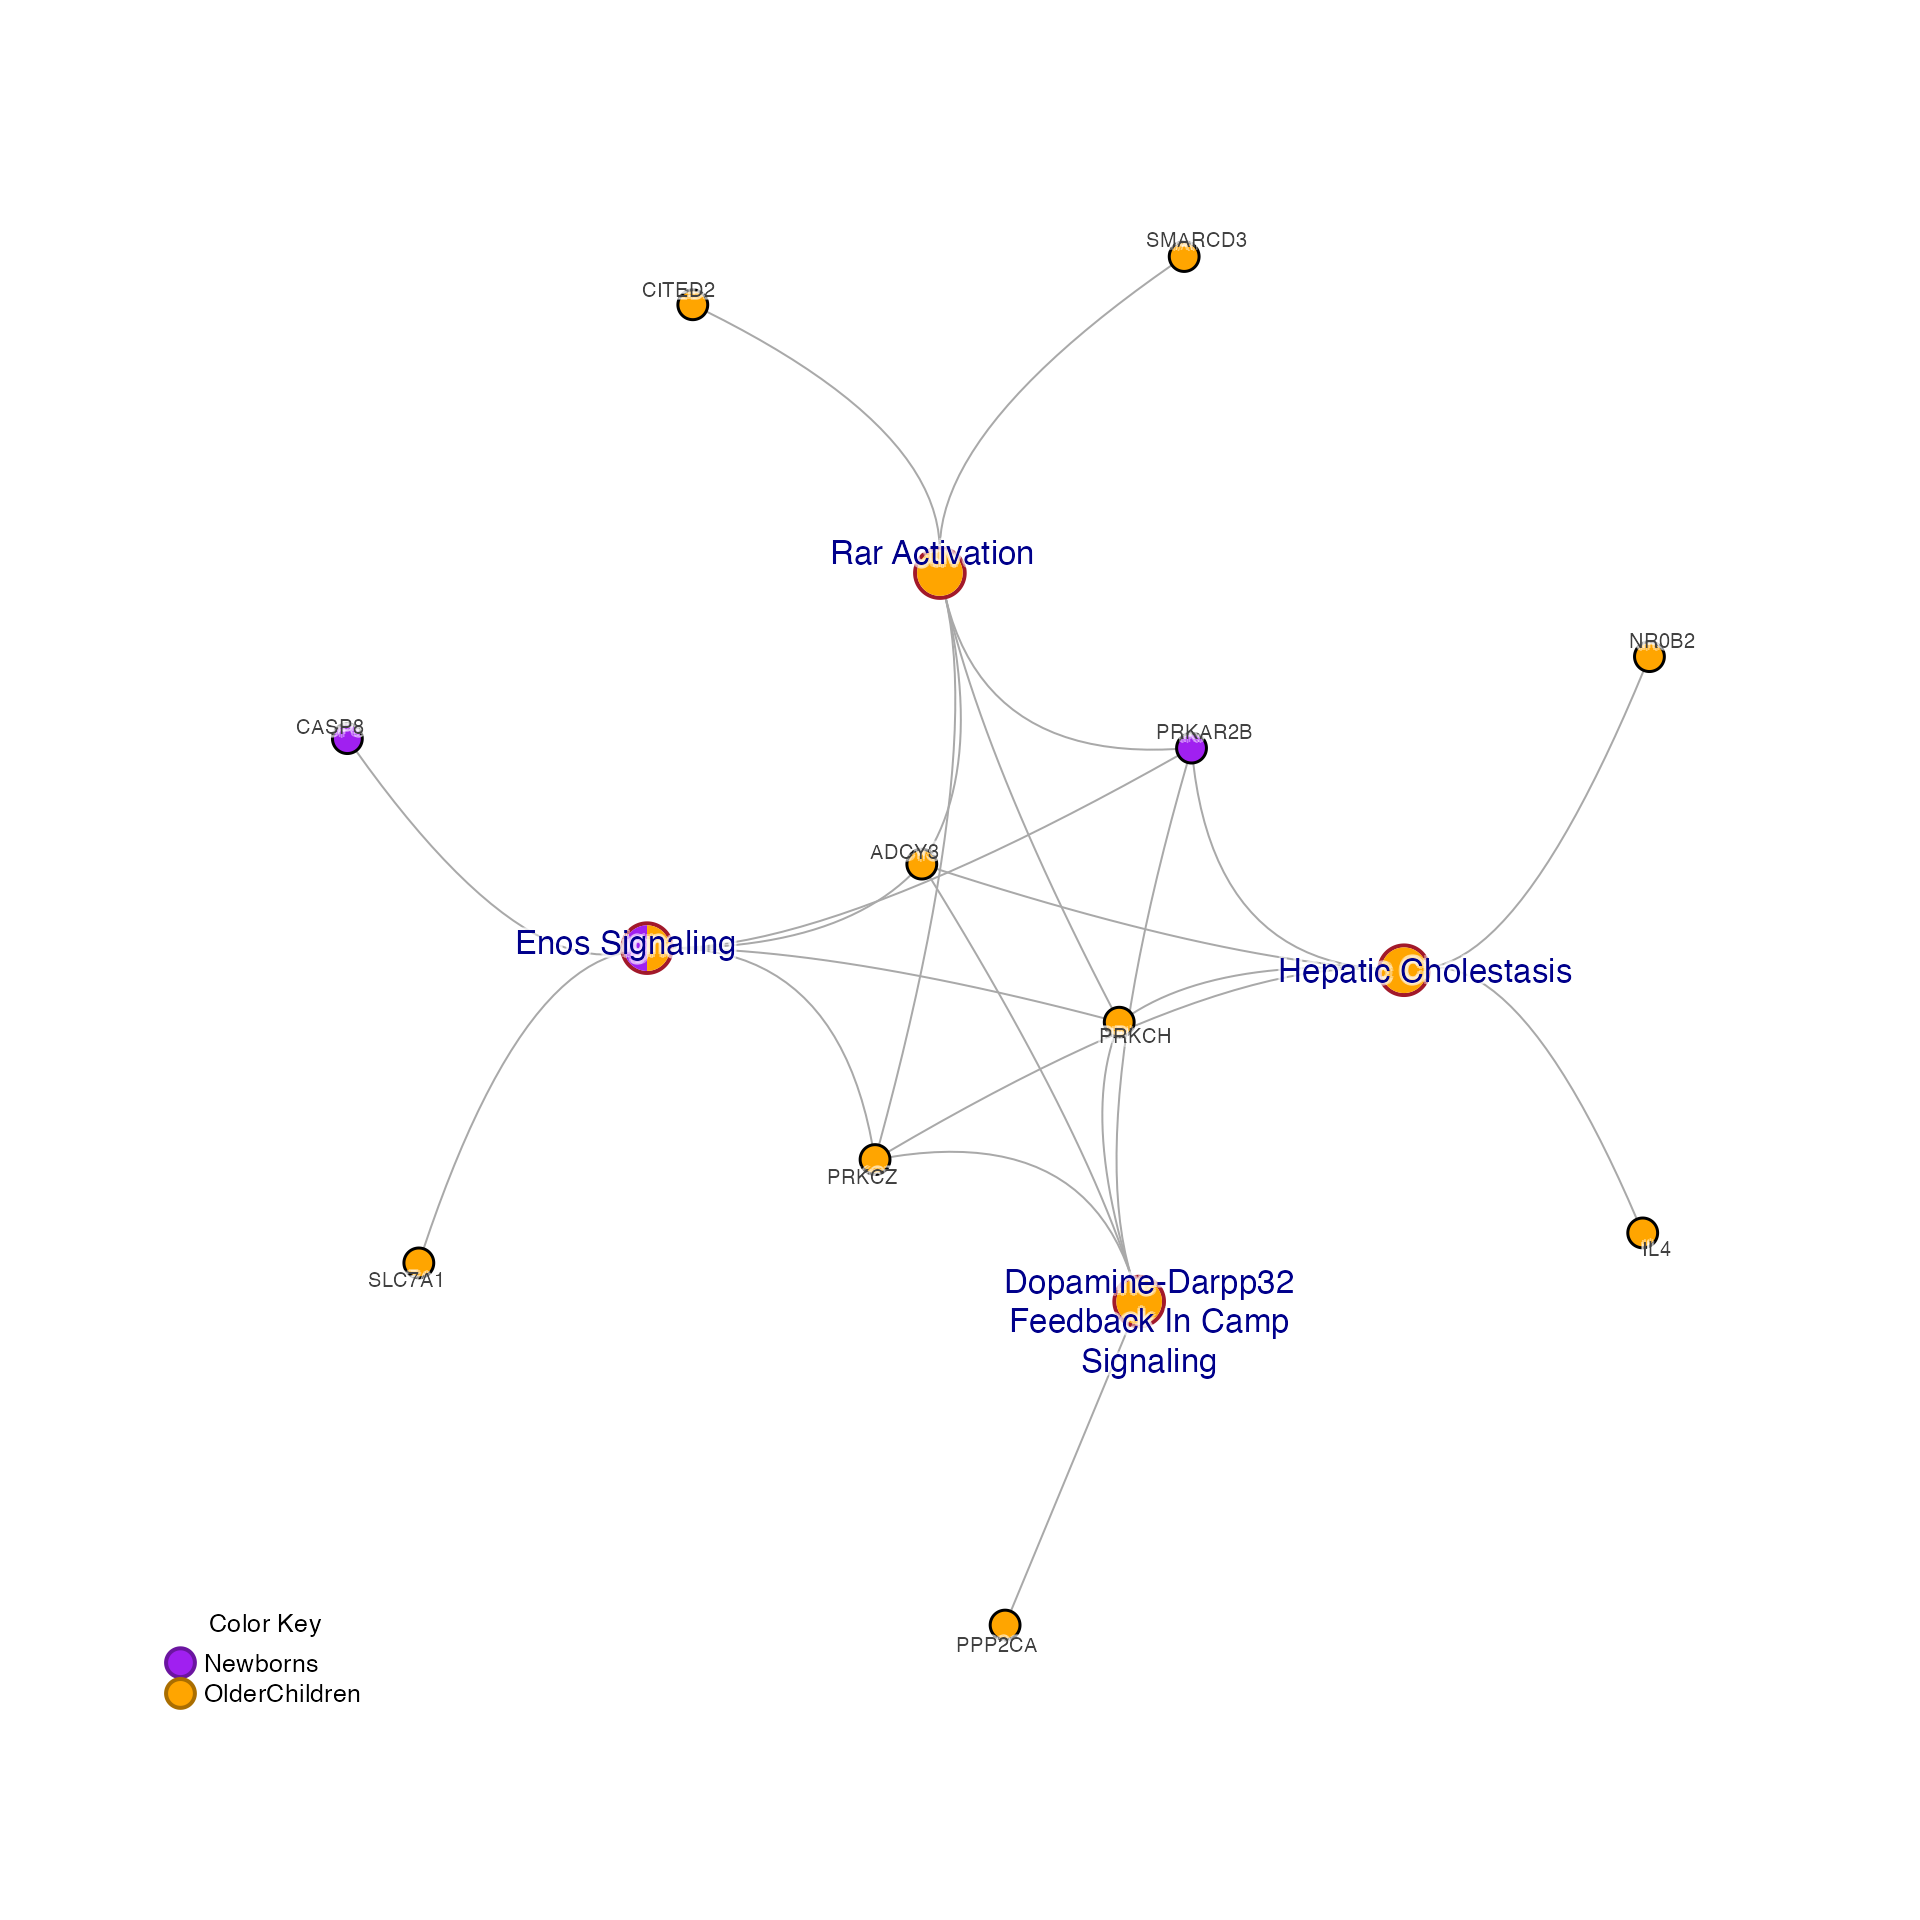 SMARCD3
CITED2
Rar Activation
NR0B2
CASP8
PRKAR2B
ADCY3
Enos Signaling
Hepatic Cholestasis
PRKCH
PRKCZ
IL4
SLC7A1
Dopamine-Darpp32
Feedback In Camp
Signaling
PPP2CA
Color Key
Newborns
OlderChildren